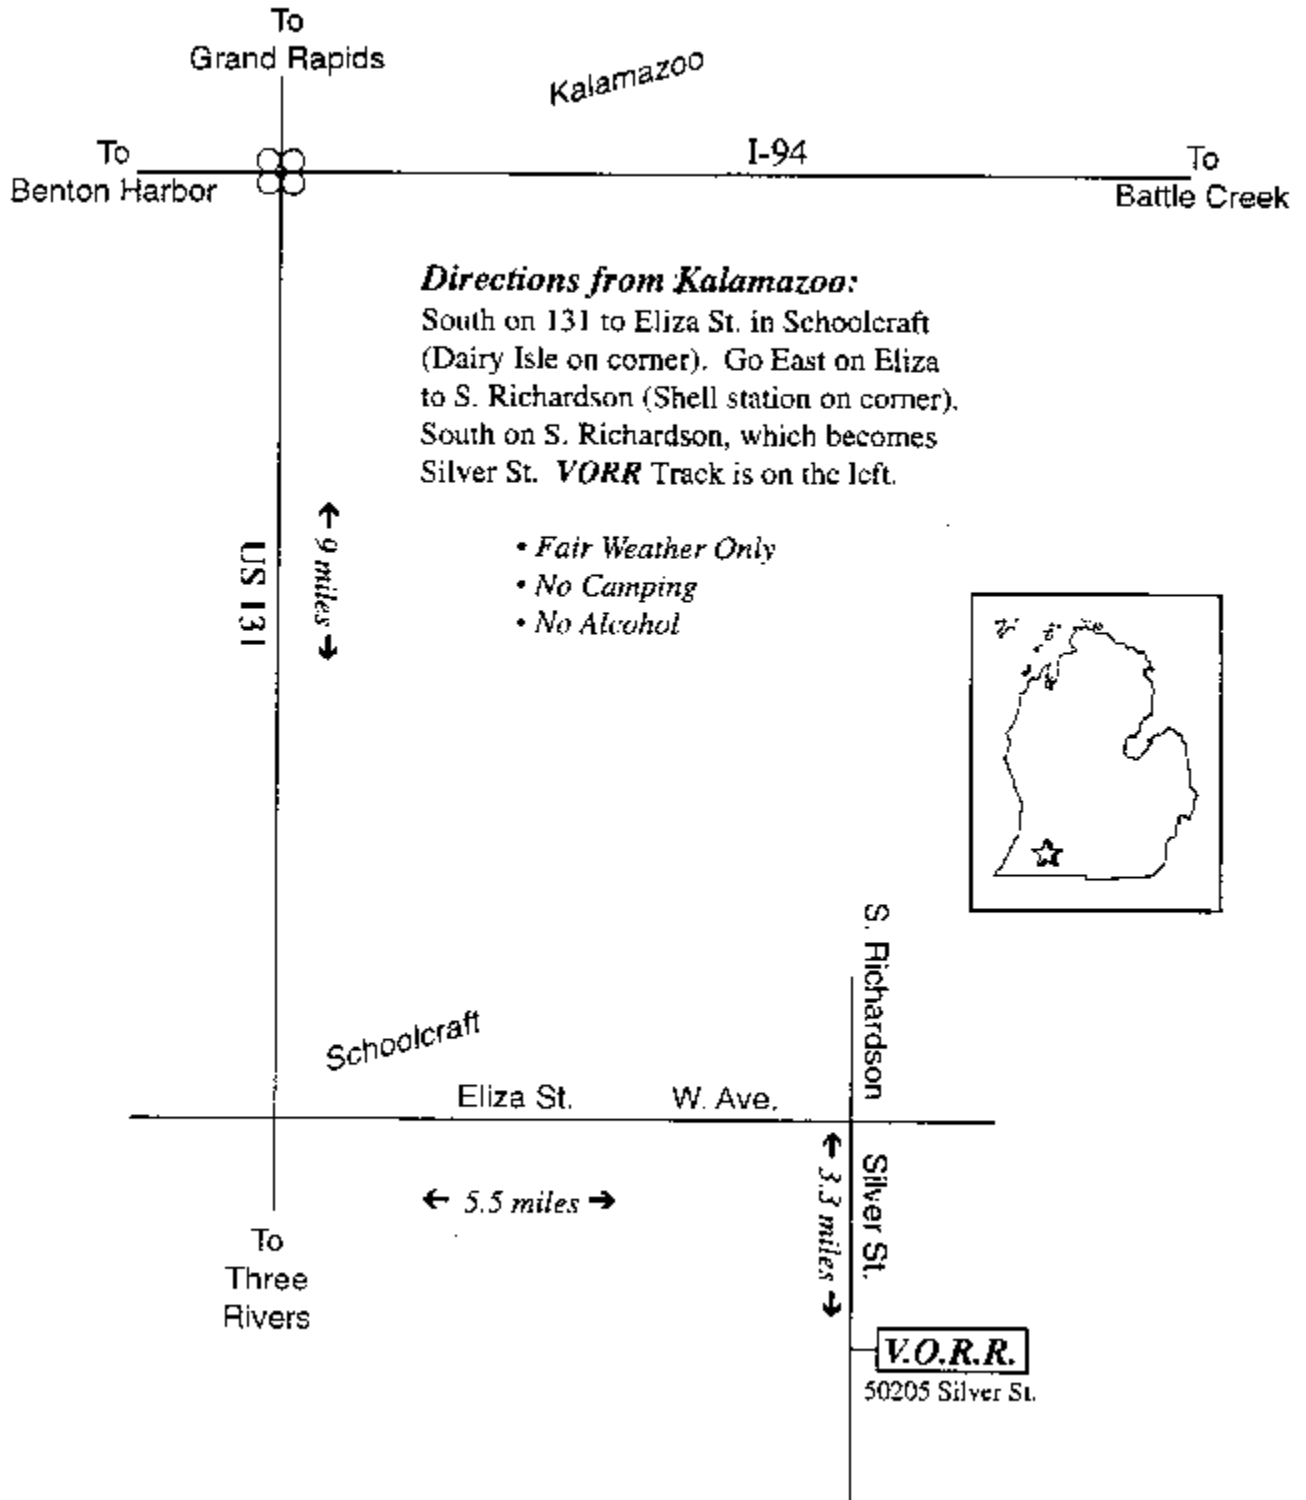 To
Grand Rapids
Kalamazoo
I-94
To
Benton Harbor
To
Battle Creek
Directions from Kalamazoo:
South on 131 to Eliza St. in Schoolcraft
(Dairy Isle on corner). Go East on Eliza
to S. Richardson (Shell station on corner).
South on S. Richardson, which becomes
Silver St. VORR Track is on the left.
US 131
9 miles
• Fair Weather Only
• No Camping
• No Alcohol
S. Richardson
Schoolcraft
Eliza St.
W. Ave.
5.5 miles
3.3 miles
Silver St.
To
Three
Rivers
V.O.R.R.
50205 Silver St.